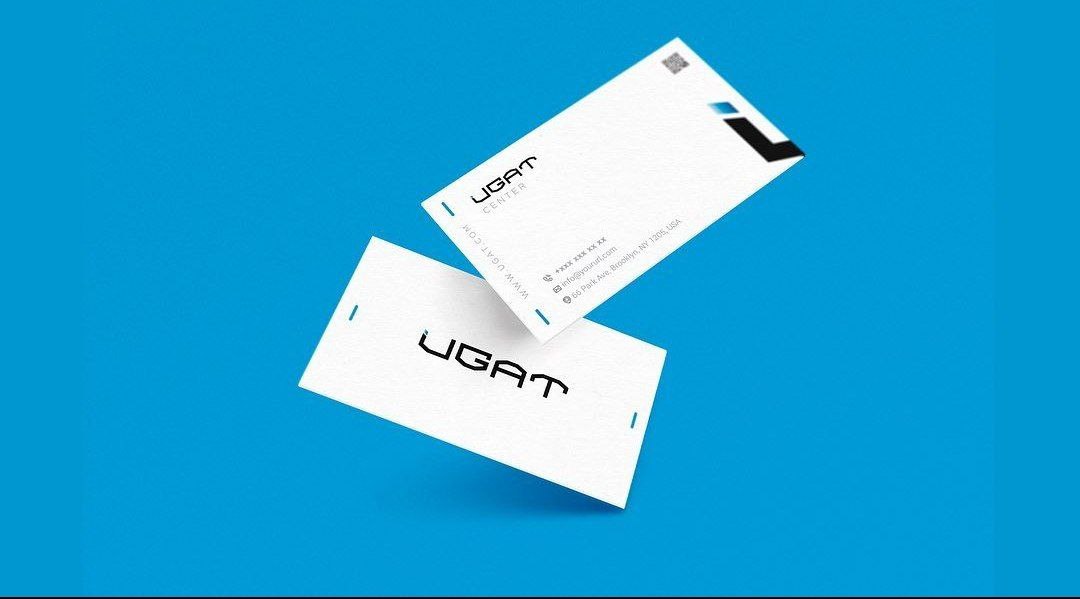 UGAT
CENTER
WWW.UGAT.COM
+xxx xxx xx xx
info@yoururl.com
66 Park Ave, Brooklyn, NY 1205, USA
UGAT